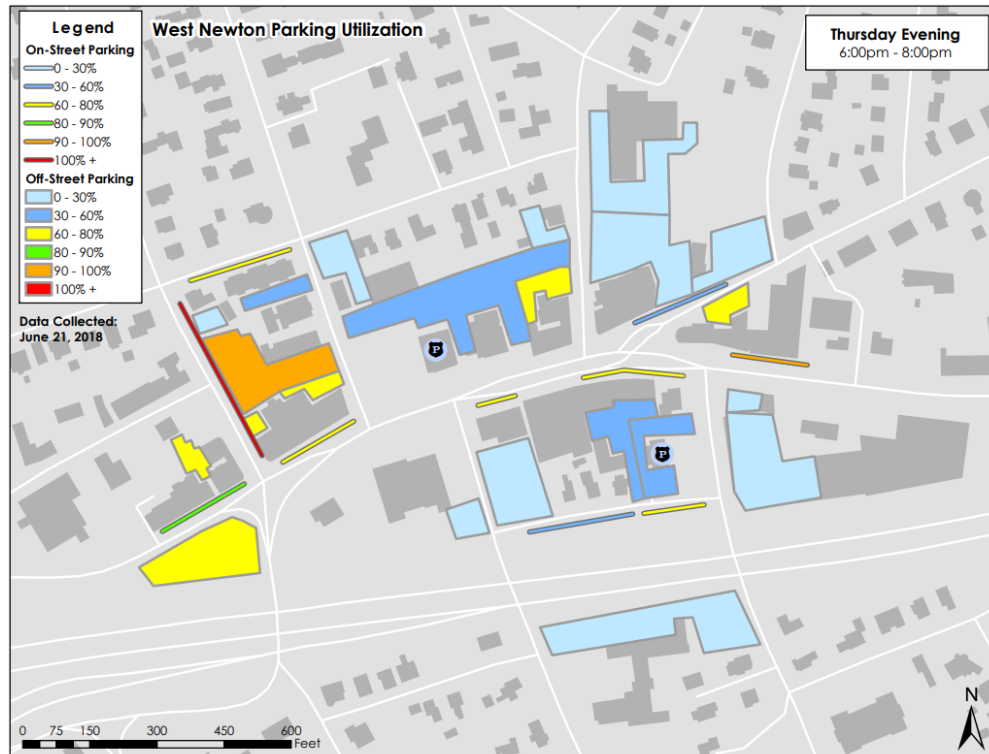 Legend
On-Street Parking
0 - 30%
30 - 60%
60 - 80%
80 - 90%
90 - 100%
100% +
Off-Street Parking
0 - 30%
30 - 60%
60 - 80%
80 - 90%
90 - 100%
100% +
West Newton Parking Utilization
Thursday Evening
6:00pm - 8:00pm
Data Collected:
June 21, 2018
P
P
0 75 150 300 450 600
Feet
N